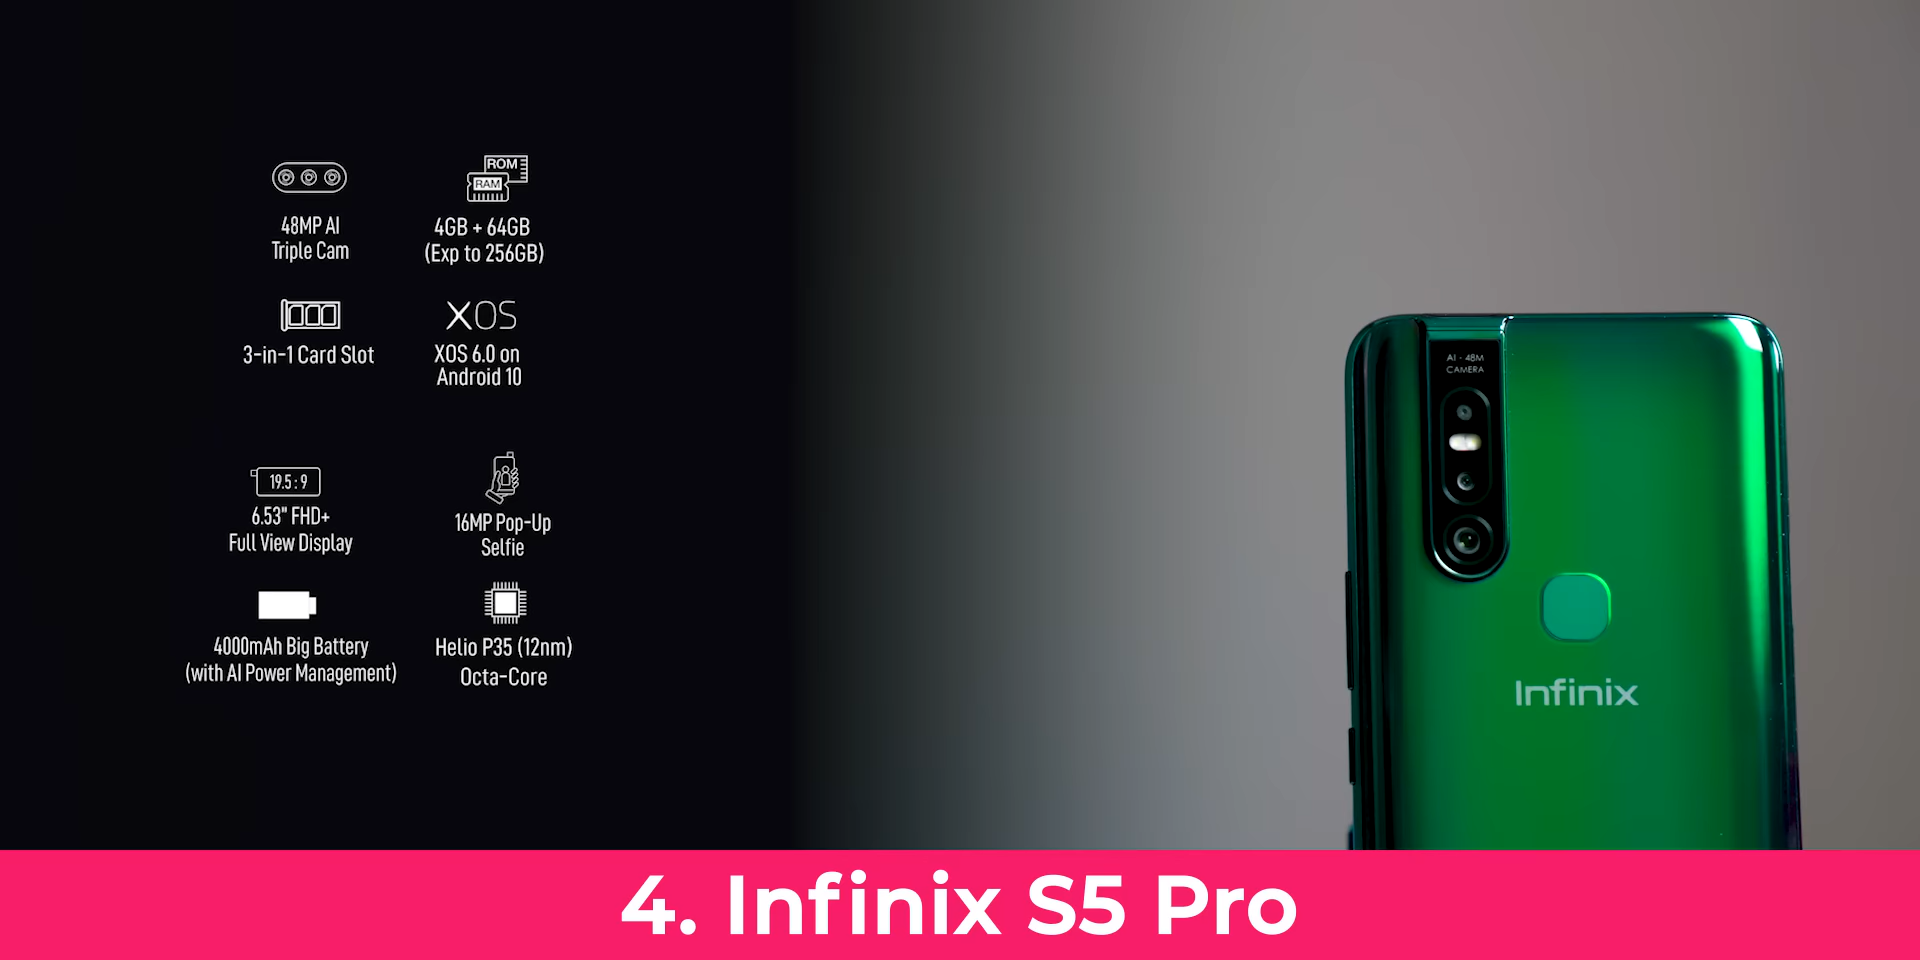 48MP AI
Triple Cam
ROM
RAM
4GB + 64GB
(Exp to 256GB)
3-in-1 Card Slot
XOS
XOS 6.0 on
Android 10
19.5:9
6.53" FHD+
Full View Display
16MP Pop-Up
Selfie
4000mAh Big Battery
(with AI Power Management)
Helio P35 (12nm)
Octa-Core
AI - 48M
CAMERA
Infinix
4. Infinix S5 Pro